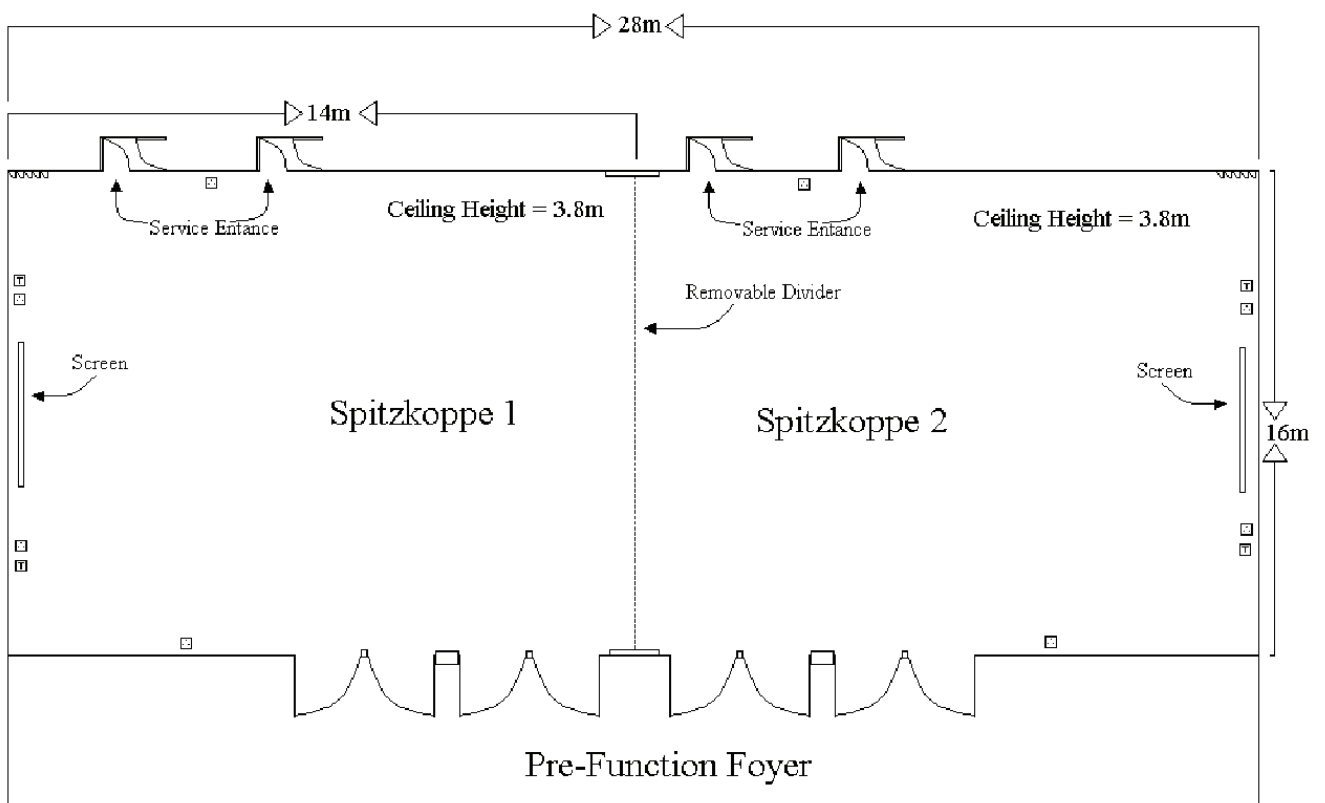 28m
14m
Ceiling Height = 3.8m
Service Entance
Service Entance
Ceiling Height = 3.8m
T
T
Removable Divider
Screen
Screen
Spitzkoppe 1
Spitzkoppe 2
16m
T
T
Pre-Function Foyer